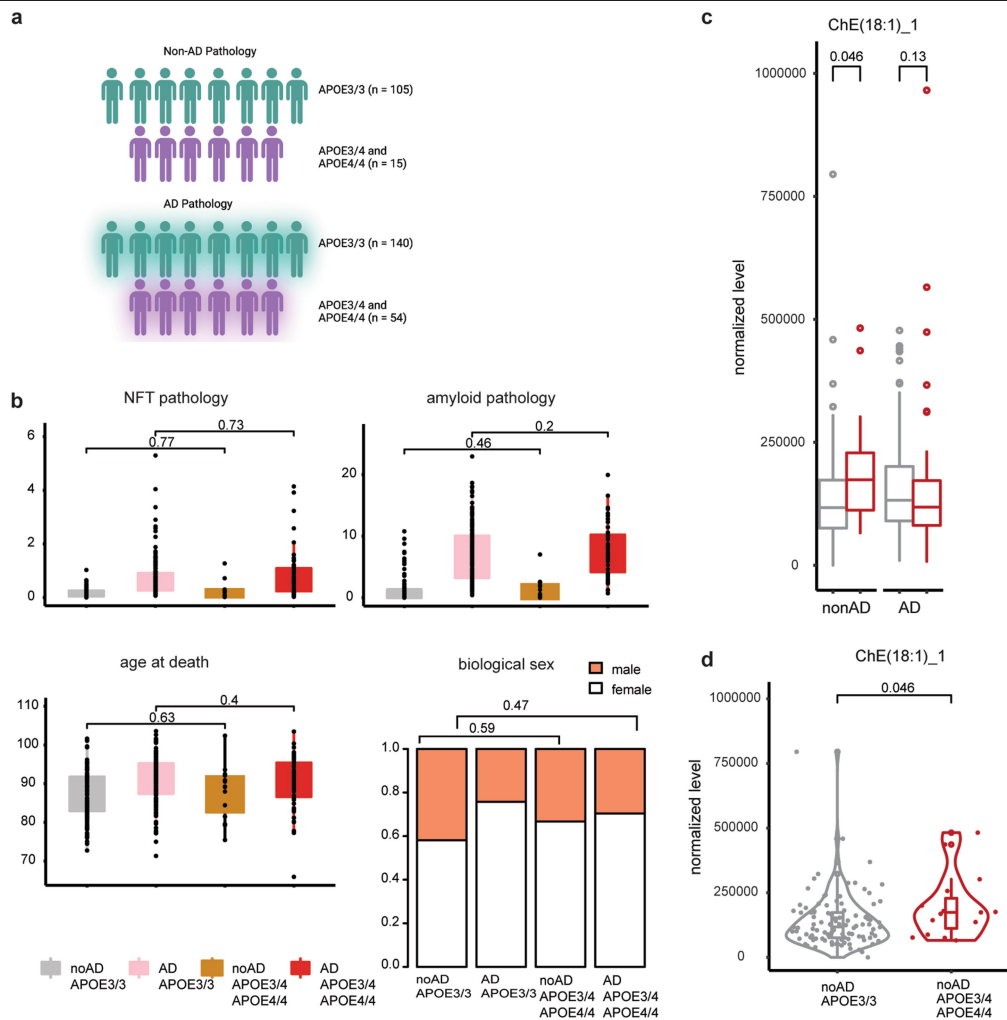 a
Non-AD Pathology
APOE3/3 (n = 105)
APOE3/4 and
APOE4/4 (n = 15)
AD Pathology
APOE3/3 (n = 140)
APOE3/4 and
APOE4/4 (n = 54)
b
NFT pathology
0.73
0.77
6
4
2
0
amyloid pathology
0.2
0.46
20
10
0
age at death
0.4
0.63
110
100
90
80
70
biological sex
male
female
0.47
0.59
1.0
0.8
0.6
0.4
0.2
0.0
noAD
APOE3/3
AD
APOE3/3
noAD
APOE3/4
APOE4/4
AD
APOE3/4
APOE4/4
noAD
APOE3/3
AD
APOE3/3
noAD
APOE3/4
APOE4/4
AD
APOE3/4
APOE4/4
c
ChE(18:1)_1
0.046
0.13
1000000
750000
500000
250000
0
normalized level
nonAD
AD
d
ChE(18:1)_1
0.046
1000000
750000
500000
250000
0
normalized level
noAD
APOE3/3
noAD
APOE3/4
APOE4/4